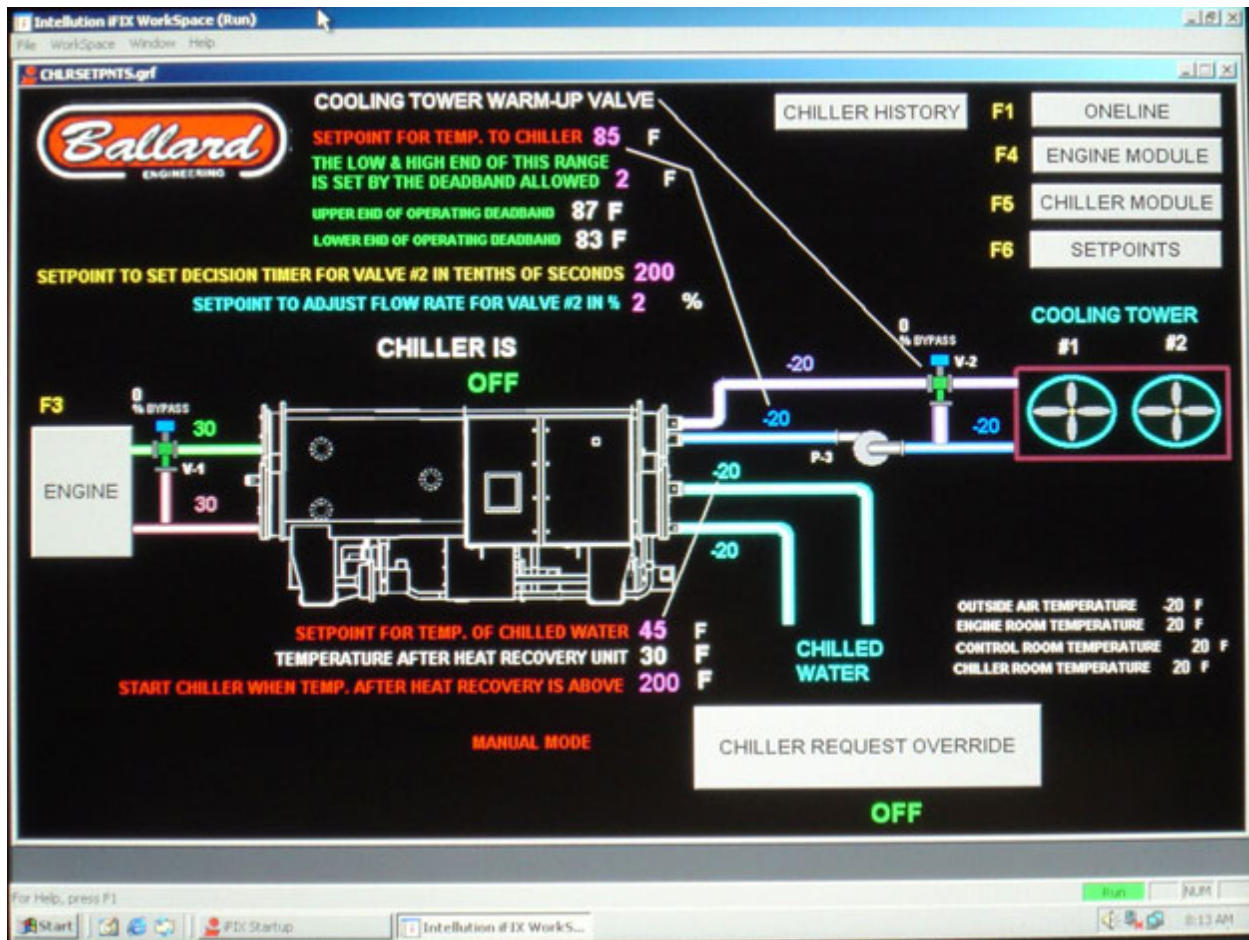 Intellution iFIX WorkSpace (Run)
File WorkSpace Window Help
CHLRSETPNTS.grf
Ballard
ENGINEERING
COOLING TOWER WARM-UP VALVE
SETPOINT FOR TEMP. TO CHILLER 85 F
THE LOW & HIGH END OF THIS RANGE
IS SET BY THE DEADBAND ALLOWED 2 F
UPPER END OF OPERATING DEADBAND 87 F
LOWER END OF OPERATING DEADBAND 83 F
SETPOINT TO SET DECISION TIMER FOR VALVE #2 IN TENTHS OF SECONDS 200
SETPOINT TO ADJUST FLOW RATE FOR VALVE #2 IN % 2 %
CHILLER HISTORY
F1 ONELINE
F4 ENGINE MODULE
F5 CHILLER MODULE
F6 SETPOINTS
CHILLER IS
OFF
COOLING TOWER
#1 #2
0
% BYPASS
V-2
-20
-20
-20
P-3
F3
0
% BYPASS
30
V-1
ENGINE
30
-20
-20
CHILLED
WATER
OUTSIDE AIR TEMPERATURE -20 F
ENGINE ROOM TEMPERATURE 20 F
CONTROL ROOM TEMPERATURE 20 F
CHILLER ROOM TEMPERATURE 20 F
SETPOINT FOR TEMP. OF CHILLED WATER 45 F
TEMPERATURE AFTER HEAT RECOVERY UNIT 30 F
START CHILLER WHEN TEMP. AFTER HEAT RECOVERY IS ABOVE 200 F
MANUAL MODE
CHILLER REQUEST OVERRIDE
OFF
For Help, press F1
Run NUM
Start
iFIX Startup
Intellution iFIX WorkS...
8:13 AM